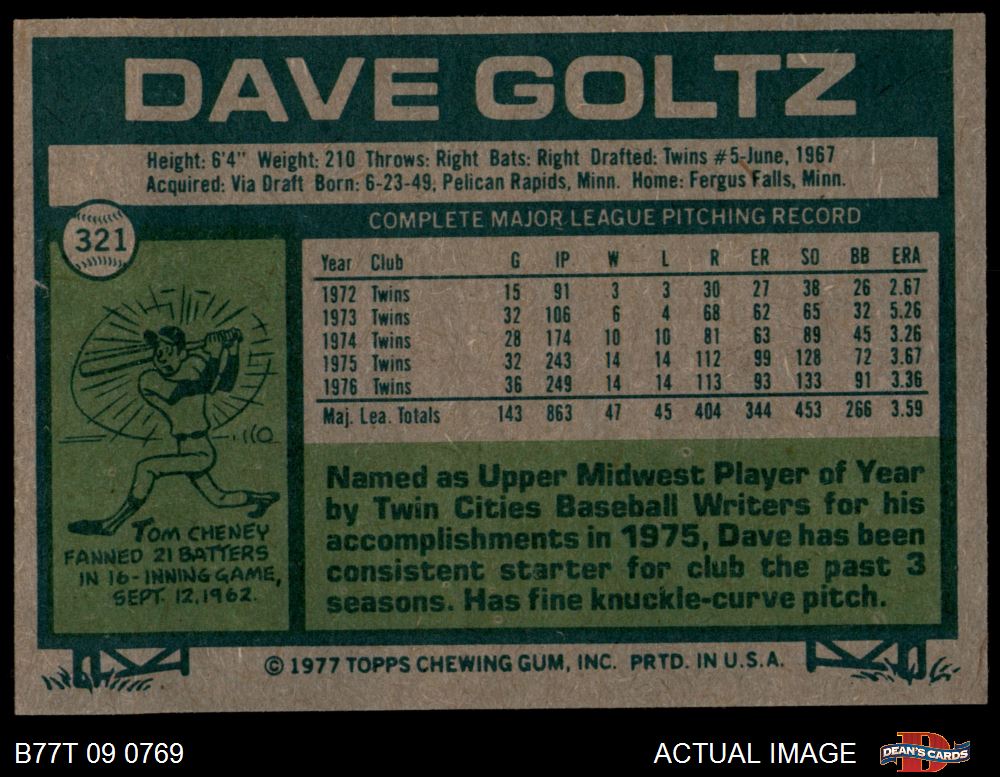 DAVE GOLTZ
Height: 6'4" Weight: 210 Throws: Right Bats: Right Drafted: Twins #5-June, 1967
Acquired: Via Draft Born: 6-23-49, Pelican Rapids, Minn. Home: Fergus Falls, Minn.
321
COMPLETE MAJOR LEAGUE PITCHING RECORD
Year Club G IP W L R ER SO BB ERA
1972 Twins 15 91 3 3 30 27 38 26 2.67
1973 Twins 32 106 6 4 68 62 65 32 5.26
1974 Twins 28 174 10 10 81 63 89 45 3.26
1975 Twins 32 243 14 14 112 99 128 72 3.67
1976 Twins 36 249 14 14 113 93 133 91 3.36
Maj. Lea. Totals 143 863 47 45 404 344 453 266 3.59
TOM CHENEY
FANNED 21 BATTERS
IN 16-INNING GAME,
SEPT. 12, 1962.
Named as Upper Midwest Player of Year
by Twin Cities Baseball Writers for his
accomplishments in 1975, Dave has been
consistent starter for club the past 3
seasons. Has fine knuckle-curve pitch.
© 1977 TOPPS CHEWING GUM, INC. PRTD. IN U.S.A.
B77T 09 0769
ACTUAL IMAGE
DEAN'S CARDS